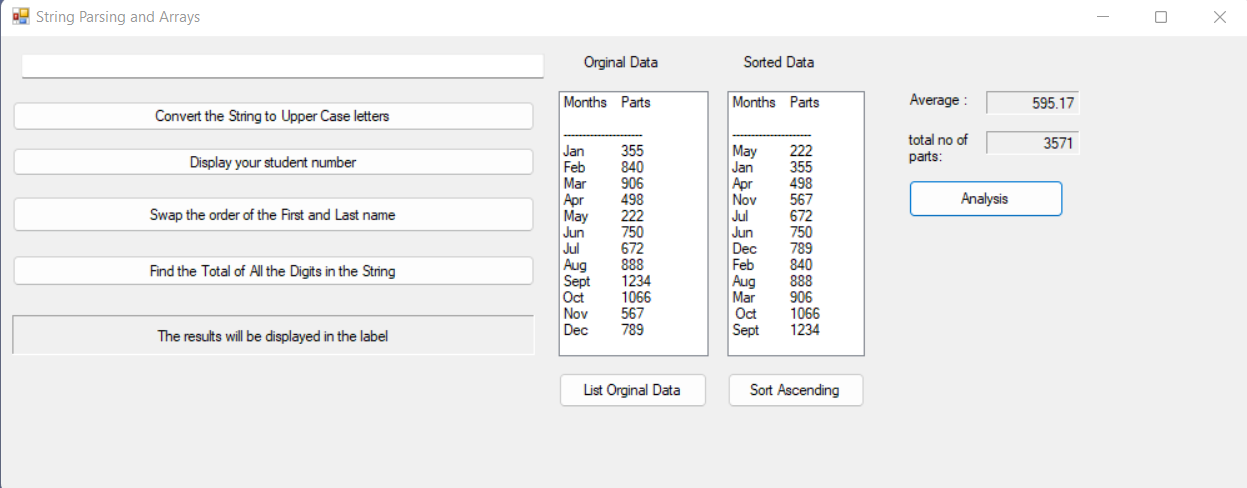 String Parsing and Arrays
Convert the String to Upper Case letters
Display your student number
Swap the order of the First and Last name
Find the Total of All the Digits in the String
The results will be displayed in the label
Orginal Data
Months Parts
---------------------
Jan 355
Feb 840
Mar 906
Apr 498
May 222
Jun 750
Jul 672
Aug 888
Sept 1234
Oct 1066
Nov 567
Dec 789
List Orginal Data
Sorted Data
Months Parts
---------------------
May 222
Jan 355
Apr 498
Nov 567
Jul 672
Jun 750
Dec 789
Feb 840
Aug 888
Mar 906
Oct 1066
Sept 1234
Sort Ascending
Average : 595.17
total no of
parts: 3571
Analysis